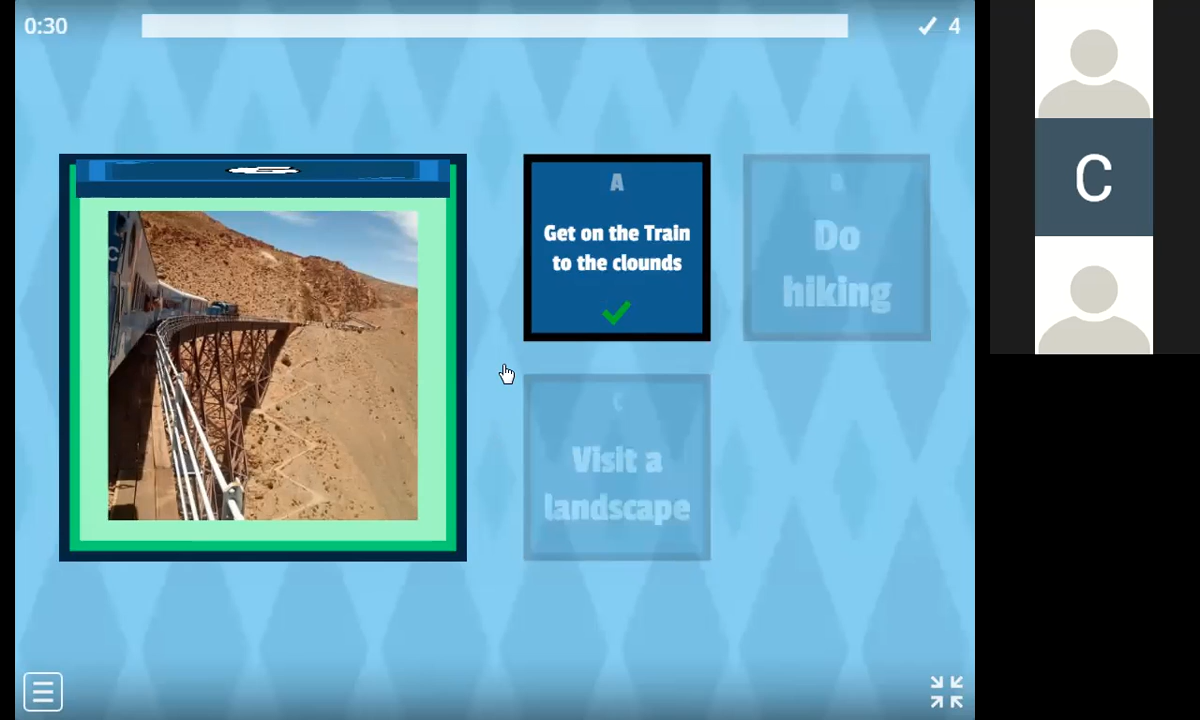 0:30
4
A
Get on the Train
to the clounds
B
Do
hiking
C
Visit a
landscape
C
C